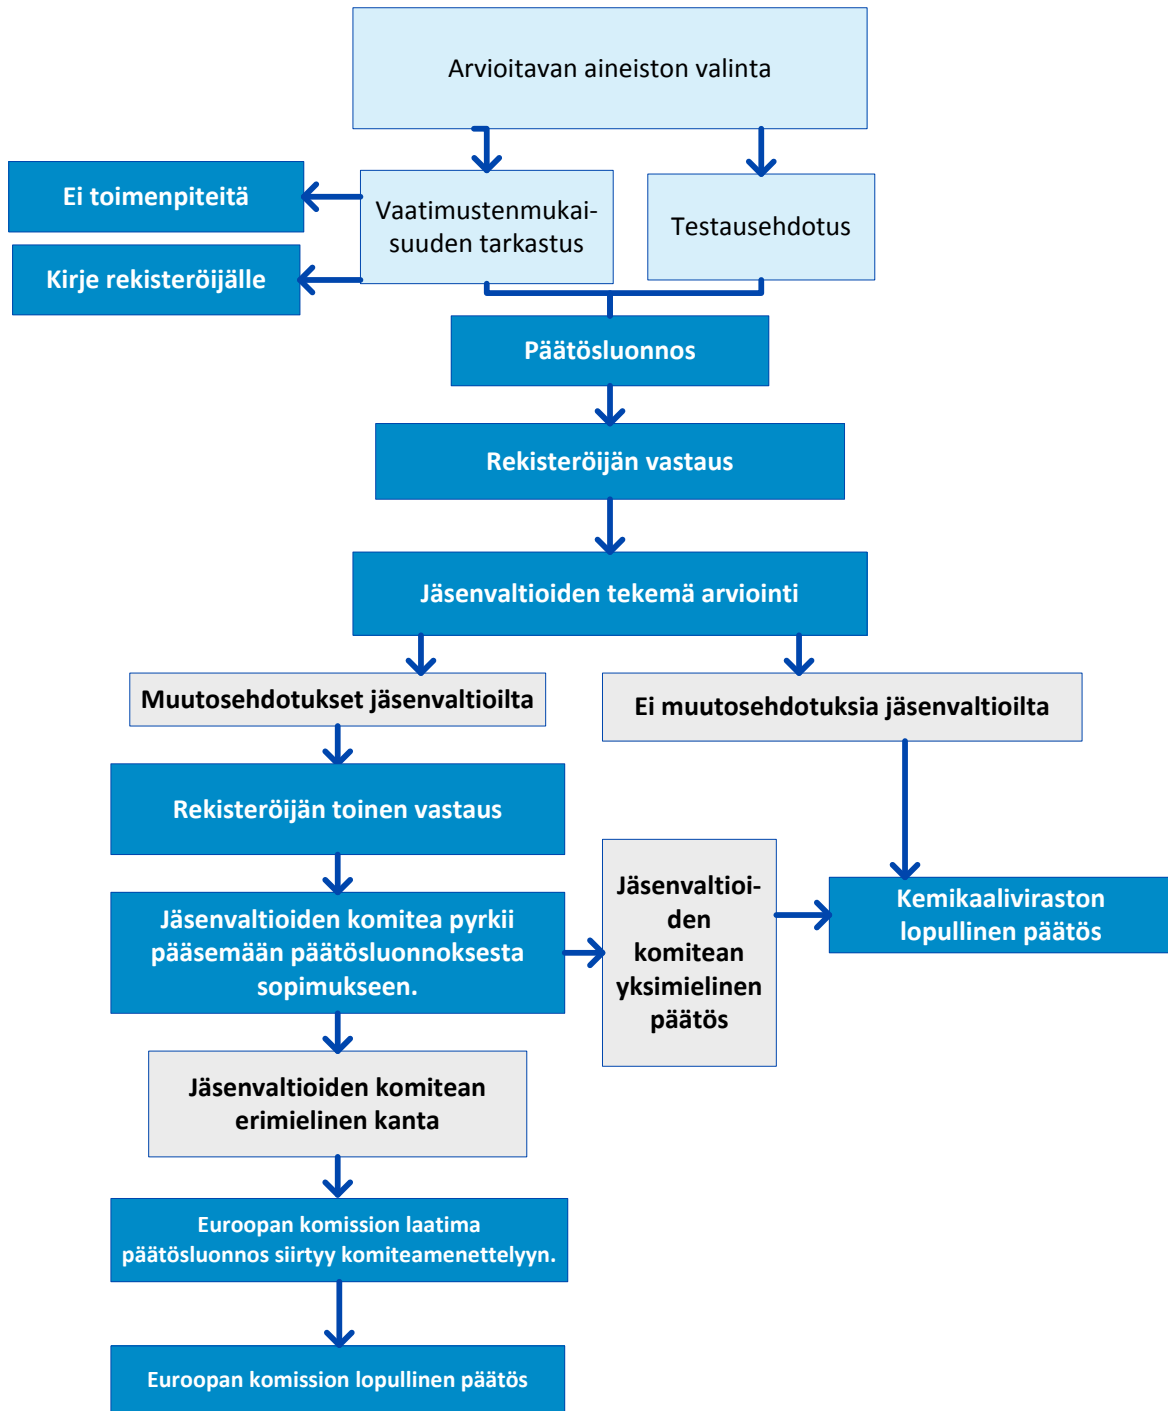 Arvioitavan aineiston valinta
Ei toimenpiteitä
Vaatimustenmukai-
suuden tarkastus
Testausehdotus
Kirje rekisteröijälle
Päätösluonnos
Rekisteröijän vastaus
Jäsenvaltioiden tekemä arviointi
Muutosehdotukset jäsenvaltioilta
Ei muutosehdotuksia jäsenvaltioilta
Rekisteröijän toinen vastaus
Jäsenvaltioiden komitea pyrkii
pääsemään päätösluonnoksesta
sopimukseen.
Jäsenvaltioi-
den
komitean
yksimielinen
päätös
Kemikaaliviraston
lopullinen päätös
Jäsenvaltioiden komitean
erimielinen kanta
Euroopan komission laatima
päätösluonnos siirtyy komiteamenettelyyn.
Euroopan komission lopullinen päätös